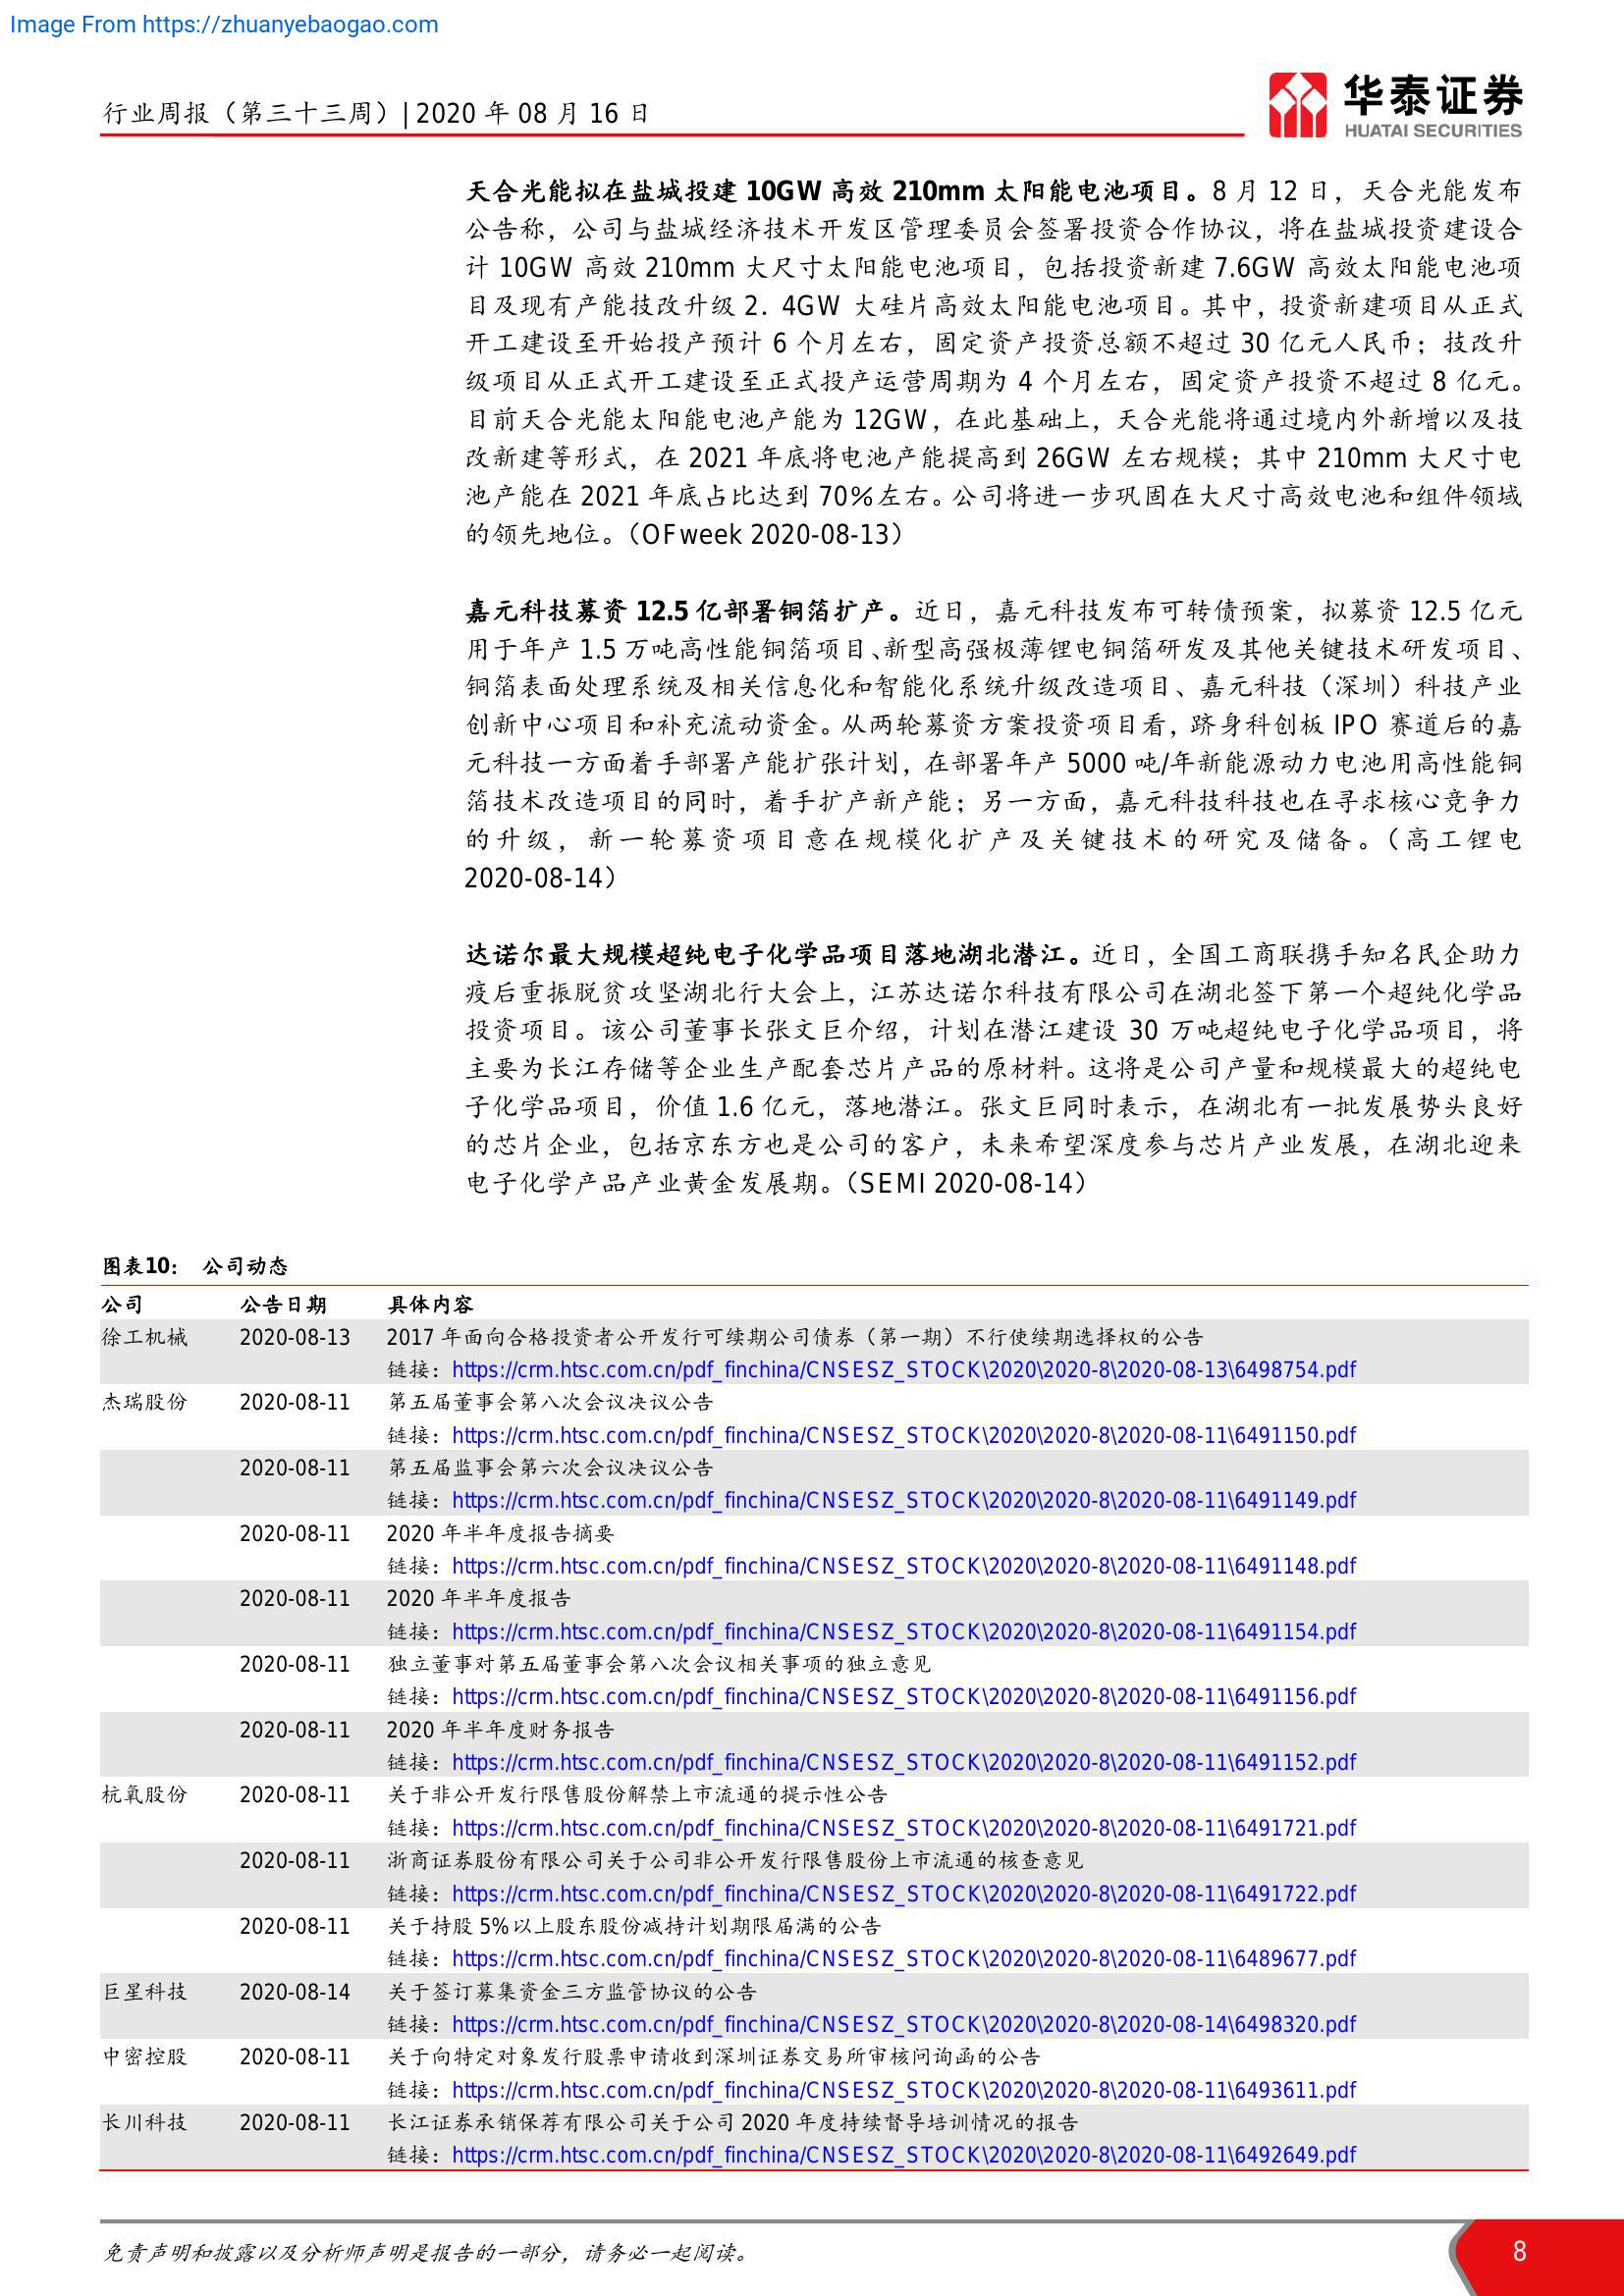 Image From https://zhuanyebaogao.com
行业周报（第三十三周）| 2020 年 08 月 16 日
华泰证券
HUATAI SECURITIES
天合光能拟在盐城投建 10GW 高效 210mm 太阳能电池项目。8 月 12 日，天合光能发布
公告称，公司与盐城经济技术开发区管理委员会签署投资合作协议，将在盐城投资建设合
计 10GW 高效 210mm 大尺寸太阳能电池项目，包括投资新建 7.6GW 高效太阳能电池项
目及现有产能技改升级 2. 4GW 大硅片高效太阳能电池项目。其中，投资新建项目从正式
开工建设至开始投产预计 6 个月左右，固定资产投资总额不超过 30 亿元人民币；技改升
级项目从正式开工建设至正式投产运营周期为 4 个月左右，固定资产投资不超过 8 亿元。
目前天合光能太阳能电池产能为 12GW，在此基础上，天合光能将通过境内外新增以及技
改新建等形式，在 2021 年底将电池产能提高到 26GW 左右规模；其中 210mm 大尺寸电
池产能在 2021 年底占比达到 70%左右。公司将进一步巩固在大尺寸高效电池和组件领域
的领先地位。（OFweek 2020-08-13）
嘉元科技募资 12.5 亿部署铜箔扩产。近日，嘉元科技发布可转债预案，拟募资 12.5 亿元
用于年产 1.5 万吨高性能铜箔项目、新型高强极薄锂电铜箔研发及其他关键技术研发项目、
铜箔表面处理系统及相关信息化和智能化系统升级改造项目、嘉元科技（深圳）科技产业
创新中心项目和补充流动资金。从两轮募资方案投资项目看，跻身科创板 IPO 赛道后的嘉
元科技一方面着手部署产能扩张计划，在部署年产 5000 吨/年新能源动力电池用高性能铜
箔技术改造项目的同时，着手扩产新产能；另一方面，嘉元科技科技也在寻求核心竞争力
的升级，新一轮募资项目意在规模化扩产及关键技术的研究及储备。（高工锂电
2020-08-14）
达诺尔最大规模超纯电子化学品项目落地湖北潜江。近日，全国工商联携手知名民企助力
疫后重振脱贫攻坚湖北行大会上，江苏达诺尔科技有限公司在湖北签下第一个超纯化学品
投资项目。该公司董事长张文巨介绍，计划在潜江建设 30 万吨超纯电子化学品项目，将
主要为长江存储等企业生产配套芯片产品的原材料。这将是公司产量和规模最大的超纯电
子化学品项目，价值 1.6 亿元，落地潜江。张文巨同时表示，在湖北有一批发展势头良好
的芯片企业，包括京东方也是公司的客户，未来希望深度参与芯片产业发展，在湖北迎来
电子化学产品产业黄金发展期。（SEMI 2020-08-14）
图表10： 公司动态
公司 公告日期 具体内容
徐工机械 2020-08-13 2017 年面向合格投资者公开发行可续期公司债券（第一期）不行使续期选择权的公告
链接：https://crm.htsc.com.cn/pdf_finchina/CNSESZ_STOCK\2020\2020-8\2020-08-13\6498754.pdf
杰瑞股份 2020-08-11 第五届董事会第八次会议决议公告
链接：https://crm.htsc.com.cn/pdf_finchina/CNSESZ_STOCK\2020\2020-8\2020-08-11\6491150.pdf
2020-08-11 第五届监事会第六次会议决议公告
链接：https://crm.htsc.com.cn/pdf_finchina/CNSESZ_STOCK\2020\2020-8\2020-08-11\6491149.pdf
2020-08-11 2020 年半年度报告摘要
链接：https://crm.htsc.com.cn/pdf_finchina/CNSESZ_STOCK\2020\2020-8\2020-08-11\6491148.pdf
2020-08-11 2020 年半年度报告
链接：https://crm.htsc.com.cn/pdf_finchina/CNSESZ_STOCK\2020\2020-8\2020-08-11\6491154.pdf
2020-08-11 独立董事对第五届董事会第八次会议相关事项的独立意见
链接：https://crm.htsc.com.cn/pdf_finchina/CNSESZ_STOCK\2020\2020-8\2020-08-11\6491156.pdf
2020-08-11 2020 年半年度财务报告
链接：https://crm.htsc.com.cn/pdf_finchina/CNSESZ_STOCK\2020\2020-8\2020-08-11\6491152.pdf
杭氧股份 2020-08-11 关于非公开发行限售股份解禁上市流通的提示性公告
链接：https://crm.htsc.com.cn/pdf_finchina/CNSESZ_STOCK\2020\2020-8\2020-08-11\6491721.pdf
2020-08-11 浙商证券股份有限公司关于公司非公开发行限售股份上市流通的核查意见
链接：https://crm.htsc.com.cn/pdf_finchina/CNSESZ_STOCK\2020\2020-8\2020-08-11\6491722.pdf
2020-08-11 关于持股 5%以上股东股份减持计划期限届满的公告
链接：https://crm.htsc.com.cn/pdf_finchina/CNSESZ_STOCK\2020\2020-8\2020-08-11\6489677.pdf
巨星科技 2020-08-14 关于签订募集资金三方监管协议的公告
链接：https://crm.htsc.com.cn/pdf_finchina/CNSESZ_STOCK\2020\2020-8\2020-08-14\6498320.pdf
中密控股 2020-08-11 关于向特定对象发行股票申请收到深圳证券交易所审核问询函的公告
链接：https://crm.htsc.com.cn/pdf_finchina/CNSESZ_STOCK\2020\2020-8\2020-08-11\6493611.pdf
长川科技 2020-08-11 长江证券承销保荐有限公司关于公司 2020 年度持续督导培训情况的报告
链接：https://crm.htsc.com.cn/pdf_finchina/CNSESZ_STOCK\2020\2020-8\2020-08-11\6492649.pdf
免责声明和披露以及分析师声明是报告的一部分，请务必一起阅读。
8